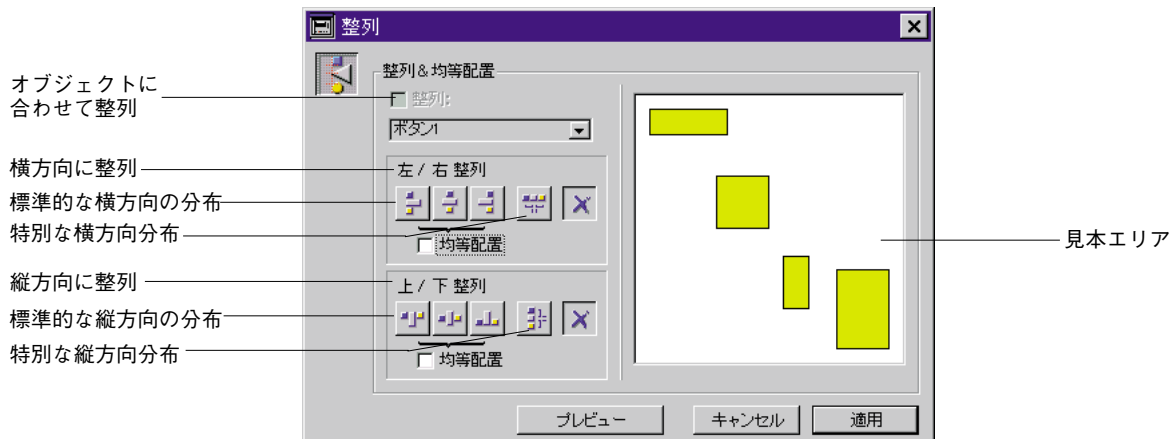 整列
オブジェクトに
合わせて整列
横方向に整列
標準的な横方向の分布
特別な横方向分布
縦方向に整列
標準的な縦方向の分布
特別な縦方向分布
整列&均等配置
整列:
ボタン1
左 / 右 整列
均等配置
上 / 下 整列
均等配置
見本エリア
プレビュー
キャンセル
適用